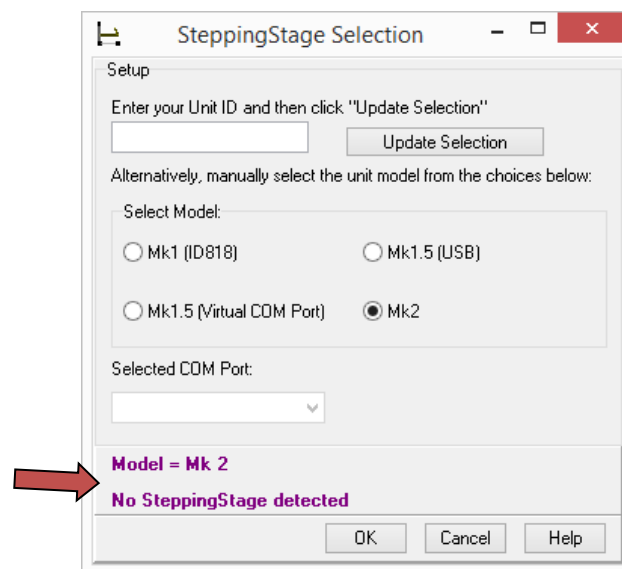 SteppingStage Selection
Setup
Enter your Unit ID and then click "Update Selection"
Update Selection
Alternatively, manually select the unit model from the choices below:
Select Model:
Mk1 (ID818) Mk1.5 (USB)
Mk1.5 (Virtual COM Port) Mk2
Selected COM Port:
Model = Mk 2
No SteppingStage detected
OK Cancel Help